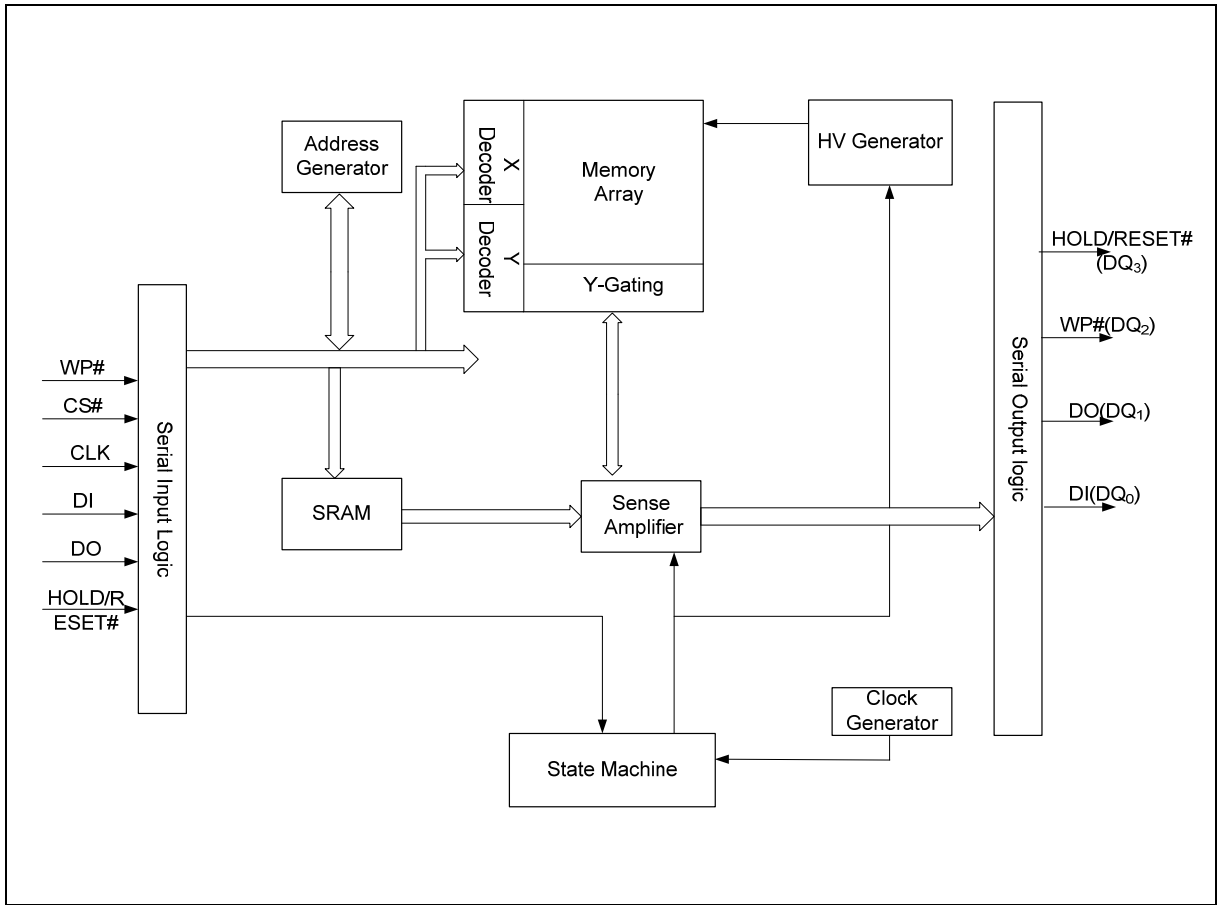 Address
Generator
X
Decoder
Y
Decoder
Memory
Array
Y-Gating
HV Generator
WP#
CS#
CLK
DI
DO
HOLD/R
ESET#
Serial Input Logic
SRAM
Sense
Amplifier
State Machine
Clock
Generator
Serial Output logic
HOLD/RESET#
(DQ₃)
WP#(DQ₂)
DO(DQ₁)
DI(DQ₀)